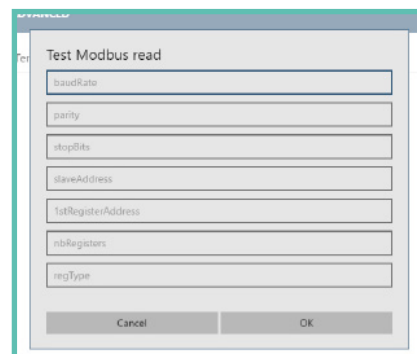 Test Modbus read
baudRate
parity
stopBits
slaveAddress
1stRegisterAddress
nbRegisters
regType
Cancel OK